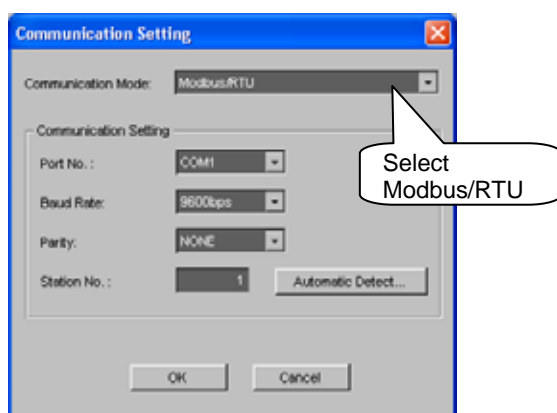 Communication Setting
Communication Mode: Modbus/RTU
Communication Setting
Port No. : COM1
Select
Modbus/RTU
Baud Rate: 9600bps
Parity: NONE
Station No. : 1 Automatic Detect...
OK Cancel